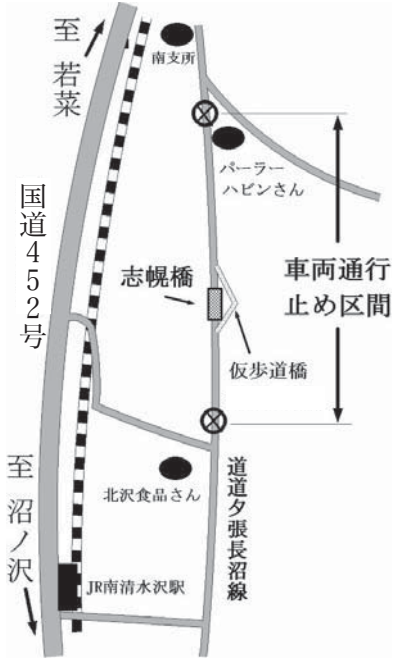 至 若菜
南支所
パーラー
ハビンさん
国道452号
車両通行
止め区間
志幌橋
仮歩道橋
至 沼ノ沢
北沢食品さん
道道夕張長沼線
JR南清水沢駅